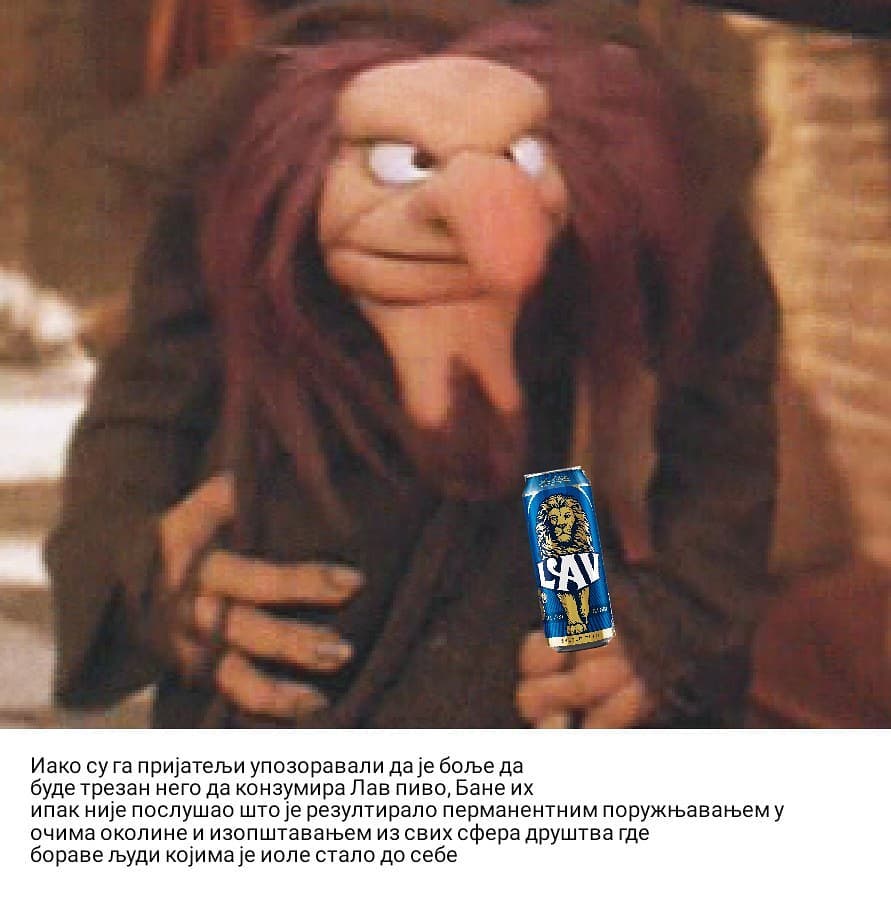 LAV
Иако су га пријатељи упозоравали да је боље да
буде трезан него да конзумира Лав пиво, Бане их
ипак није послушао што је резултирало перманентним поружњавањем у
очима околине и изопштавањем из свих сфера друштва где
бораве људи којима је иоле стало до себе